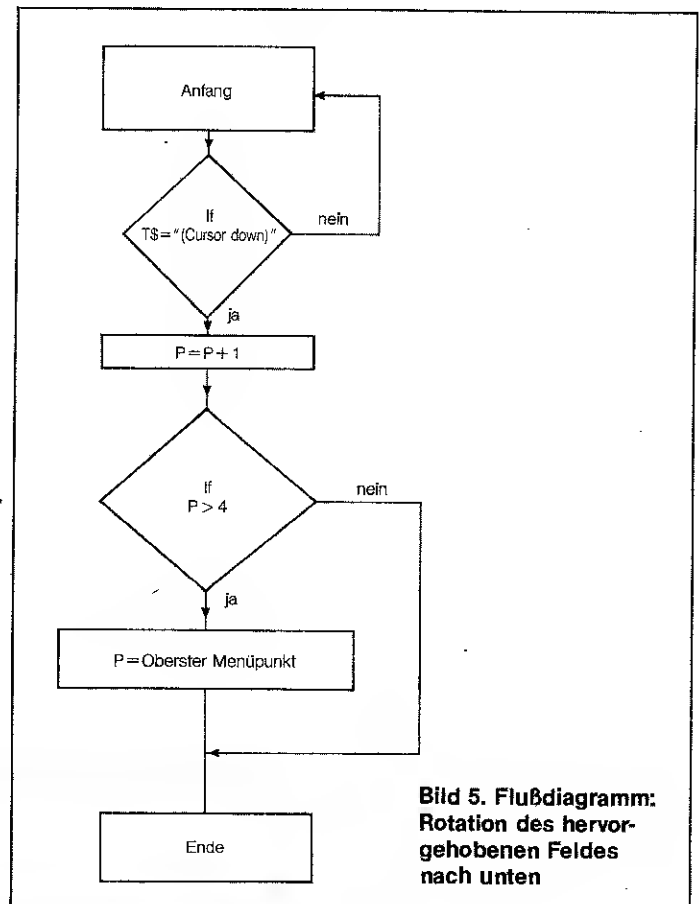 Anfang
If
T$="(Cursor down)"
nein
ja
P=P+1
If
P > 4
nein
ja
P=Oberster Menüpunkt
Ende
Bild 5. Flußdiagramm:
Rotation des hervor-
gehobenen Feldes
nach unten